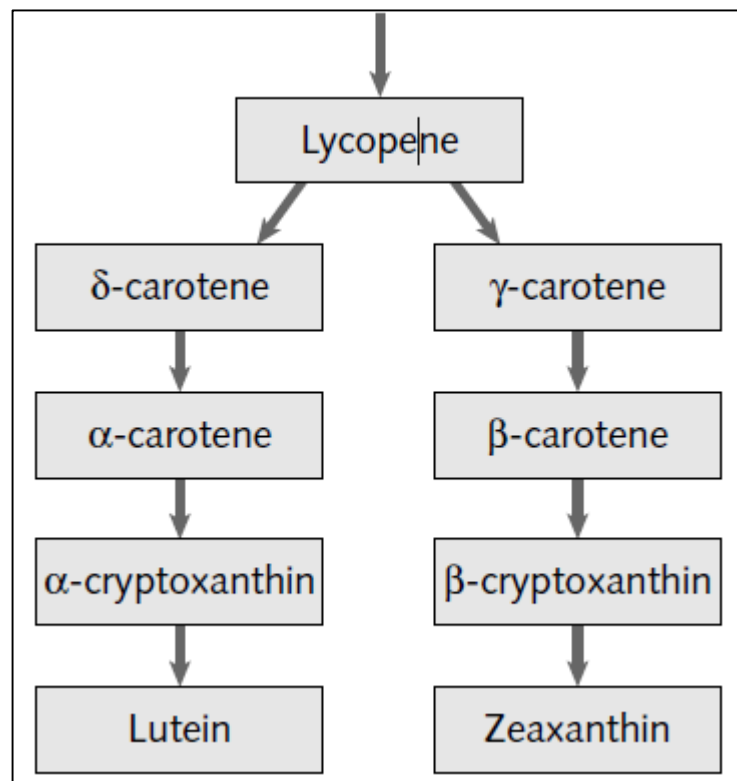 Lycopene
δ-carotene
γ-carotene
α-carotene
β-carotene
α-cryptoxanthin
β-cryptoxanthin
Lutein
Zeaxanthin